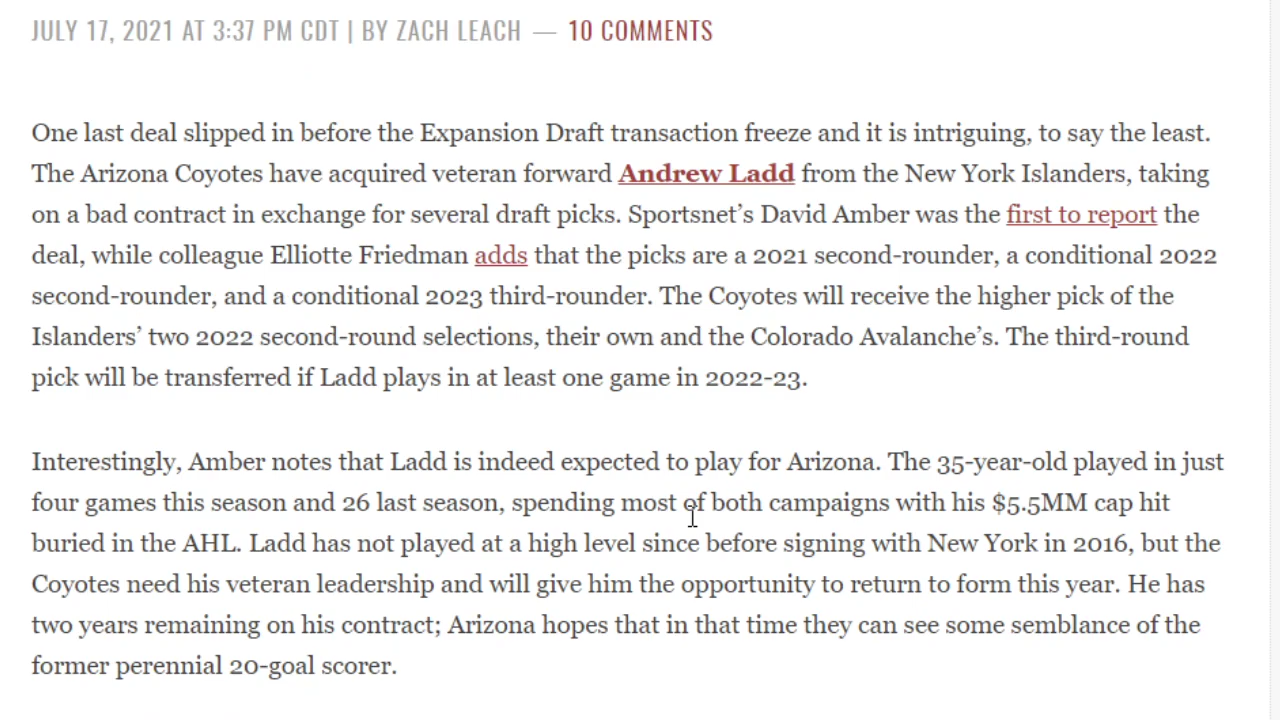 JULY 17, 2021 AT 3:37 PM CDT | BY ZACH LEACH — 10 COMMENTS
One last deal slipped in before the Expansion Draft transaction freeze and it is intriguing, to say the least.
The Arizona Coyotes have acquired veteran forward Andrew Ladd from the New York Islanders, taking
on a bad contract in exchange for several draft picks. Sportsnet’s David Amber was the first to report the
deal, while colleague Elliotte Friedman adds that the picks are a 2021 second-rounder, a conditional 2022
second-rounder, and a conditional 2023 third-rounder. The Coyotes will receive the higher pick of the
Islanders’ two 2022 second-round selections, their own and the Colorado Avalanche’s. The third-round
pick will be transferred if Ladd plays in at least one game in 2022-23.
Interestingly, Amber notes that Ladd is indeed expected to play for Arizona. The 35-year-old played in just
four games this season and 26 last season, spending most of both campaigns with his $5.5MM cap hit
buried in the AHL. Ladd has not played at a high level since before signing with New York in 2016, but the
Coyotes need his veteran leadership and will give him the opportunity to return to form this year. He has
two years remaining on his contract; Arizona hopes that in that time they can see some semblance of the
former perennial 20-goal scorer.